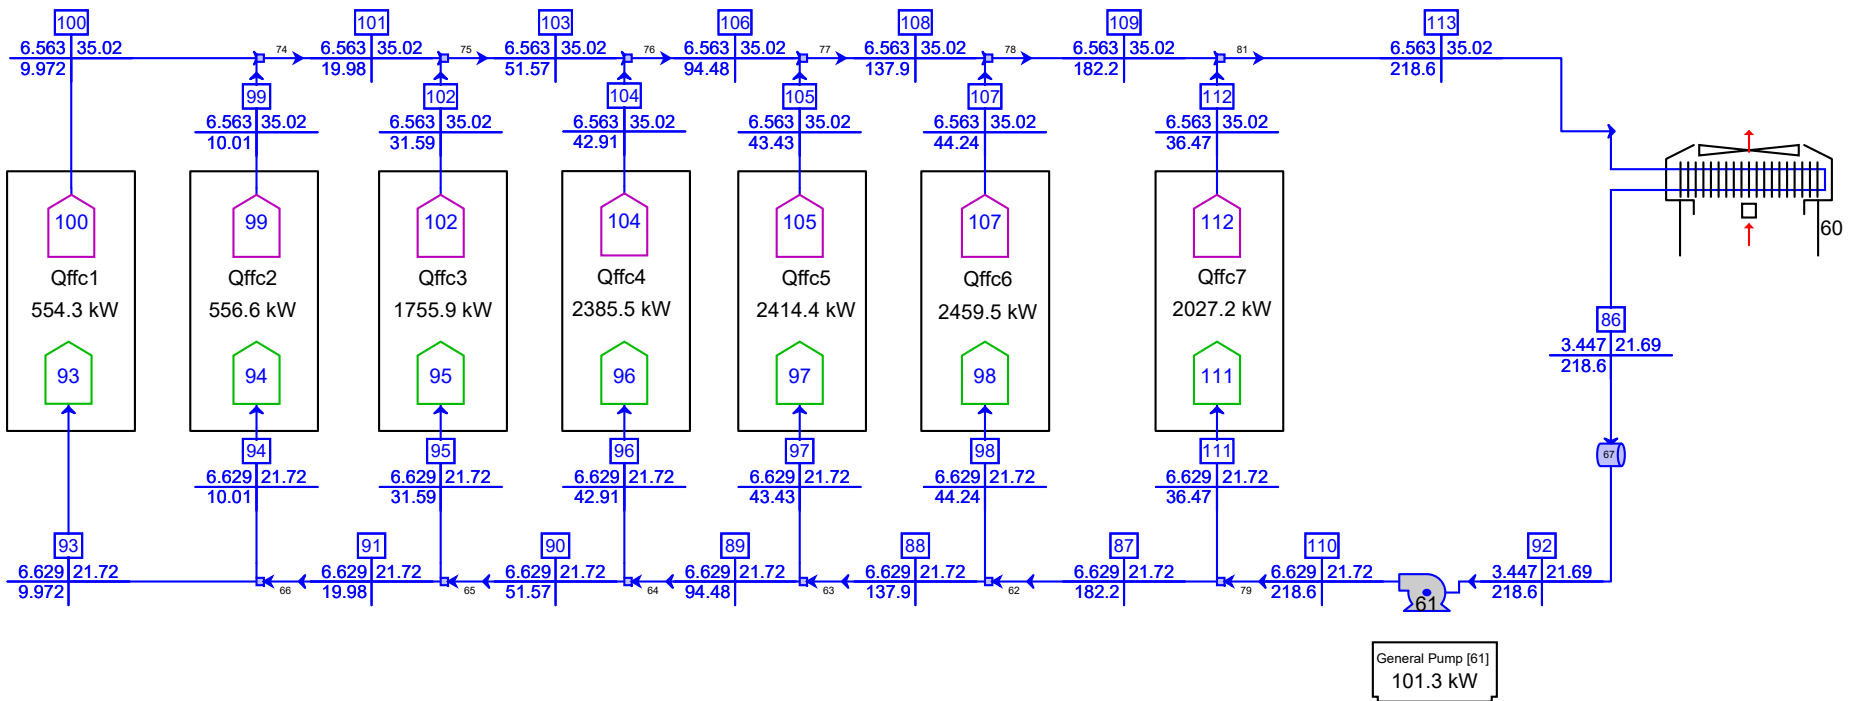 100 101 103 106 108 109 113
6.563 35.02 74 6.563 35.02 75 6.563 35.02 76 6.563 35.02 77 6.563 35.02 78 6.563 35.02 81 6.563 35.02
9.972 19.98 51.57 94.48 137.9 182.2 218.6
99 102 104 105 107 112
6.563 35.02 6.563 35.02 6.563 35.02 6.563 35.02 6.563 35.02 6.563 35.02
10.01 31.59 42.91 43.43 44.24 36.47
100 99 102 104 105 107 112
60
Qffc1 Qffc2 Qffc3 Qffc4 Qffc5 Qffc6 Qffc7
554.3 kW 556.6 kW 1755.9 kW 2385.5 kW 2414.4 kW 2459.5 kW 2027.2 kW
86
3.447 21.69
218.6
93 94 95 96 97 98 111
94 95 96 97 98 111
67
6.629 21.72 6.629 21.72 6.629 21.72 6.629 21.72 6.629 21.72 6.629 21.72
10.01 31.59 42.91 43.43 44.24 36.47
93 91 90 89 88 87 110 92
6.629 21.72 66 6.629 21.72 65 6.629 21.72 64 6.629 21.72 63 6.629 21.72 62 6.629 21.72 79 6.629 21.72 3.447 21.69
9.972 19.98 51.57 94.48 137.9 182.2 218.6 218.6
61
General Pump [61]
101.3 kW